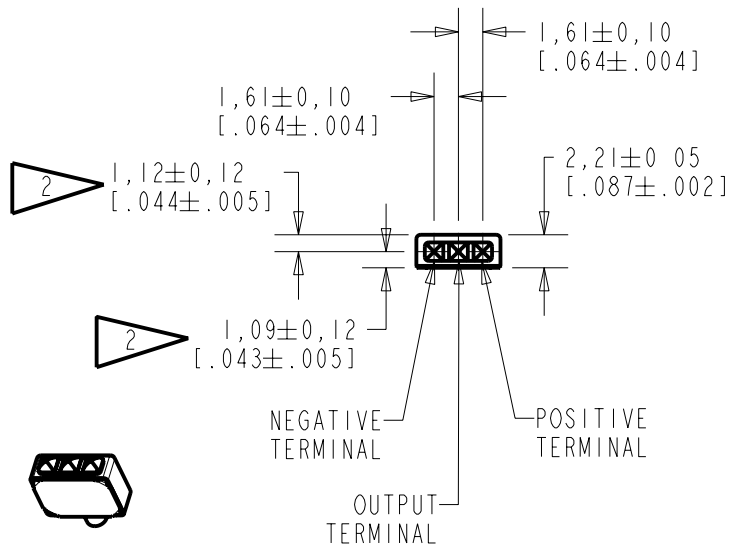 1,61±0,10
[.064±.004]
1,61±0,10
[.064±.004]
2
1,12±0,12
[.044±.005]
2,21±0 05
[.087±.002]
2
1,09±0,12
[.043±.005]
NEGATIVE
TERMINAL
POSITIVE
TERMINAL
OUTPUT
TERMINAL